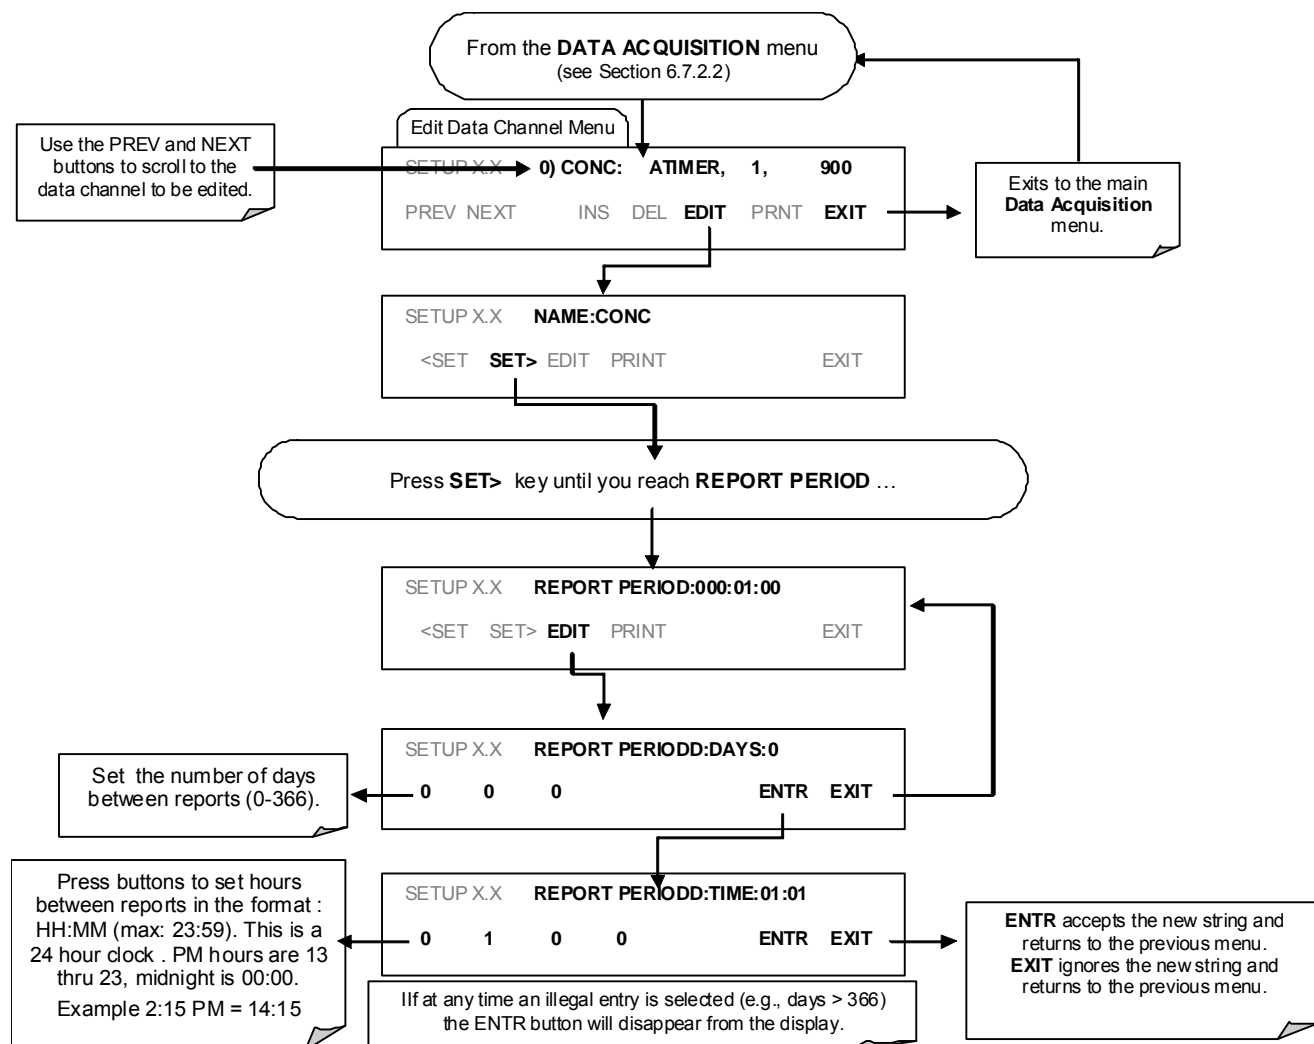 From the DATA ACQUISITION menu
(see Section 6.7.2.2)
Edit Data Channel Menu
Use the PREV and NEXT
buttons to scroll to the
data channel to be edited.
SETUP X.X 0) CONC: ATIMER, 1, 900
PREV NEXT INS DEL EDIT PRNT EXIT
Exits to the main
Data Acquisition
menu.
SETUP X.X NAME:CONC
<SET SET> EDIT PRINT EXIT
Press SET> key until you reach REPORT PERIOD …
SETUP X.X REPORT PERIOD:000:01:00
<SET SET> EDIT PRINT EXIT
SETUP X.X REPORT PERIODD:DAYS:0
0 0 0 ENTR EXIT
Set the number of days
between reports (0-366).
SETUP X.X REPORT PERIODD:TIME:01:01
0 1 0 0 ENTR EXIT
Press buttons to set hours
between reports in the format :
HH:MM (max: 23:59). This is a
24 hour clock . PM hours are 13
thru 23, midnight is 00:00.
Example 2:15 PM = 14:15
IIf at any time an illegal entry is selected (e.g., days > 366)
the ENTR button will disappear from the display.
ENTR accepts the new string and
returns to the previous menu.
EXIT ignores the new string and
returns to the previous menu.